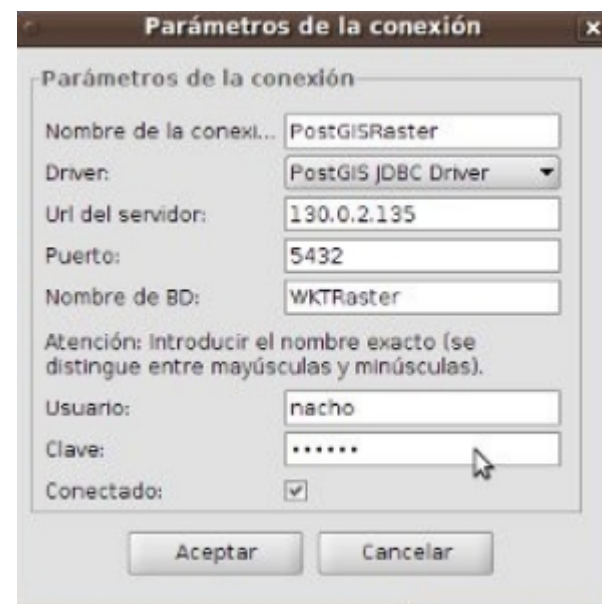 Parámetros de la conexión
Parámetros de la conexión
Nombre de la conexi... PostGISRaster
Driver: PostGIS JDBC Driver
Url del servidor: 130.0.2.135
Puerto: 5432
Nombre de BD: WKTRaster
Atención: Introducir el nombre exacto (se
distingue entre mayúsculas y minúsculas).
Usuario: nacho
Clave: ••••••
Conectado:
Aceptar Cancelar